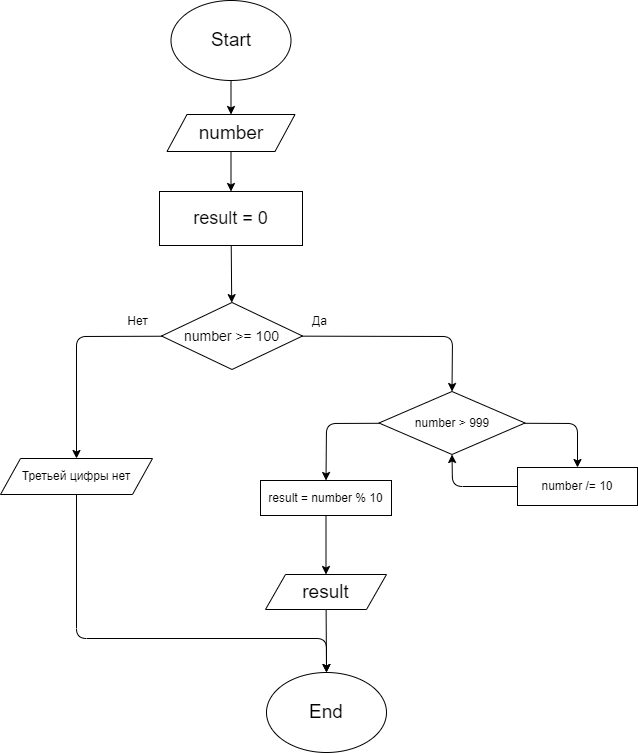 Start
number
result = 0
Нет
Да
number >= 100
number > 999
Третьей цифры нет
result = number % 10
number /= 10
result
End